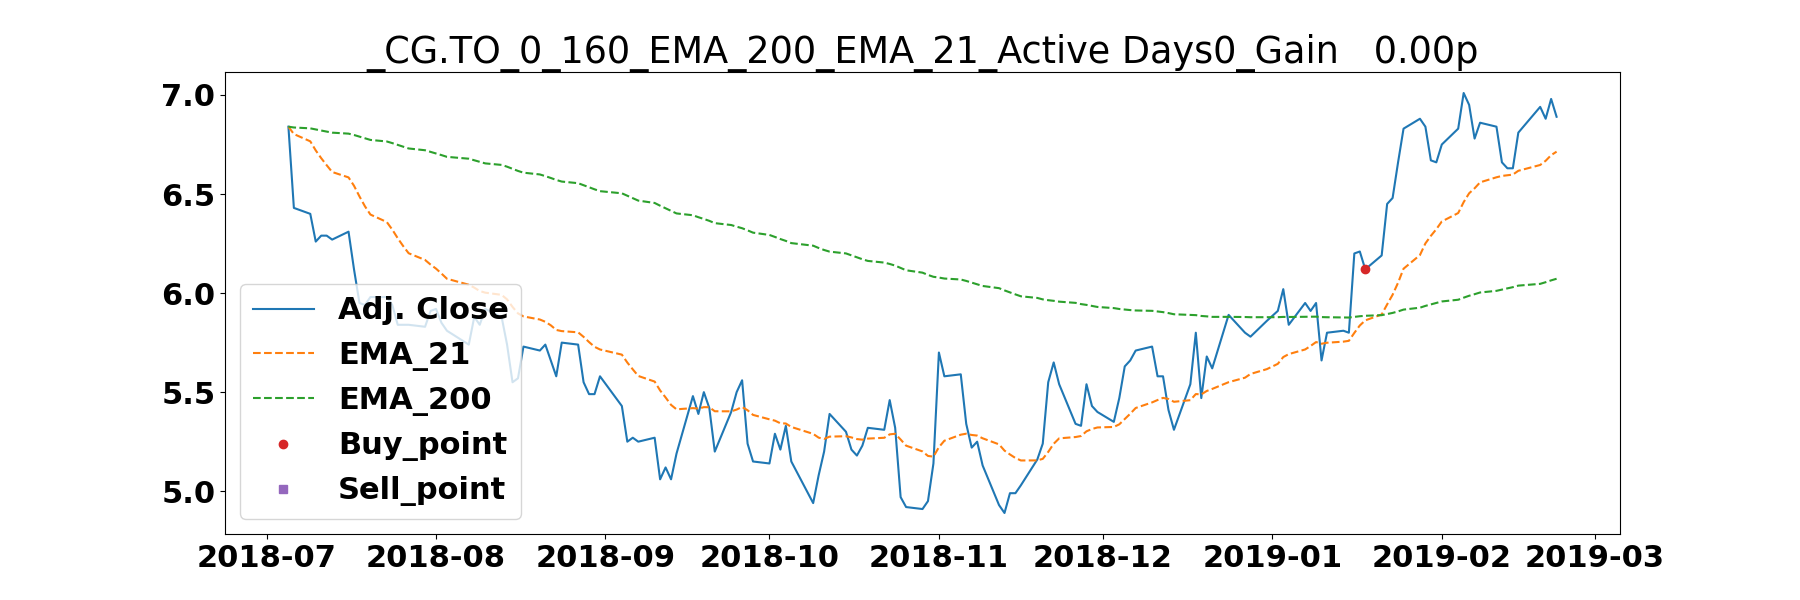 _CG.TO_0_160_EMA_200_EMA_21_Active Days0_Gain   0.00p
7.0
6.5
6.0
5.5
5.0
Adj. Close
EMA_21
EMA_200
Buy_point
Sell_point
2018-07 2018-08 2018-09 2018-10 2018-11 2018-12 2019-01 2019-02 2019-03